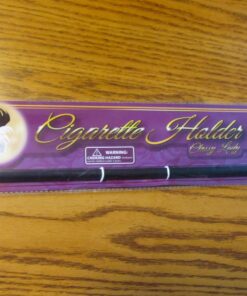 Cigarette Holder
Classy Lady
WARNING:
CHOKING HAZARD